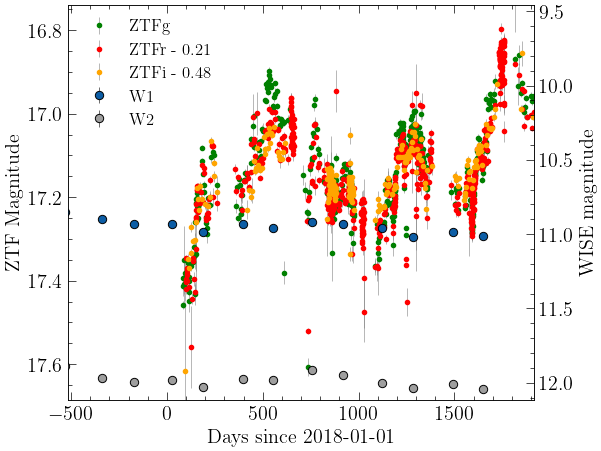 ZTFg
ZTFr - 0.21
ZTFi - 0.48
W1
W2
16.8
17.0
17.2
17.4
17.6
ZTF Magnitude
9.5
10.0
10.5
11.0
11.5
12.0
WISE magnitude
−500 0 500 1000 1500
Days since 2018-01-01